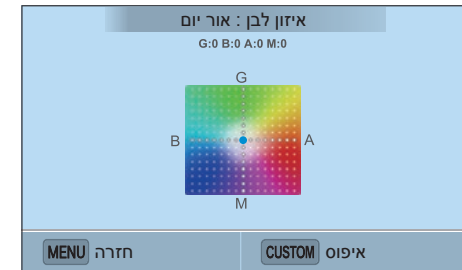 איזון לבן : אור יום
G:0 B:0 A:0 M:0
G
B A
M
חזרה MENU
איפוס CUSTOM